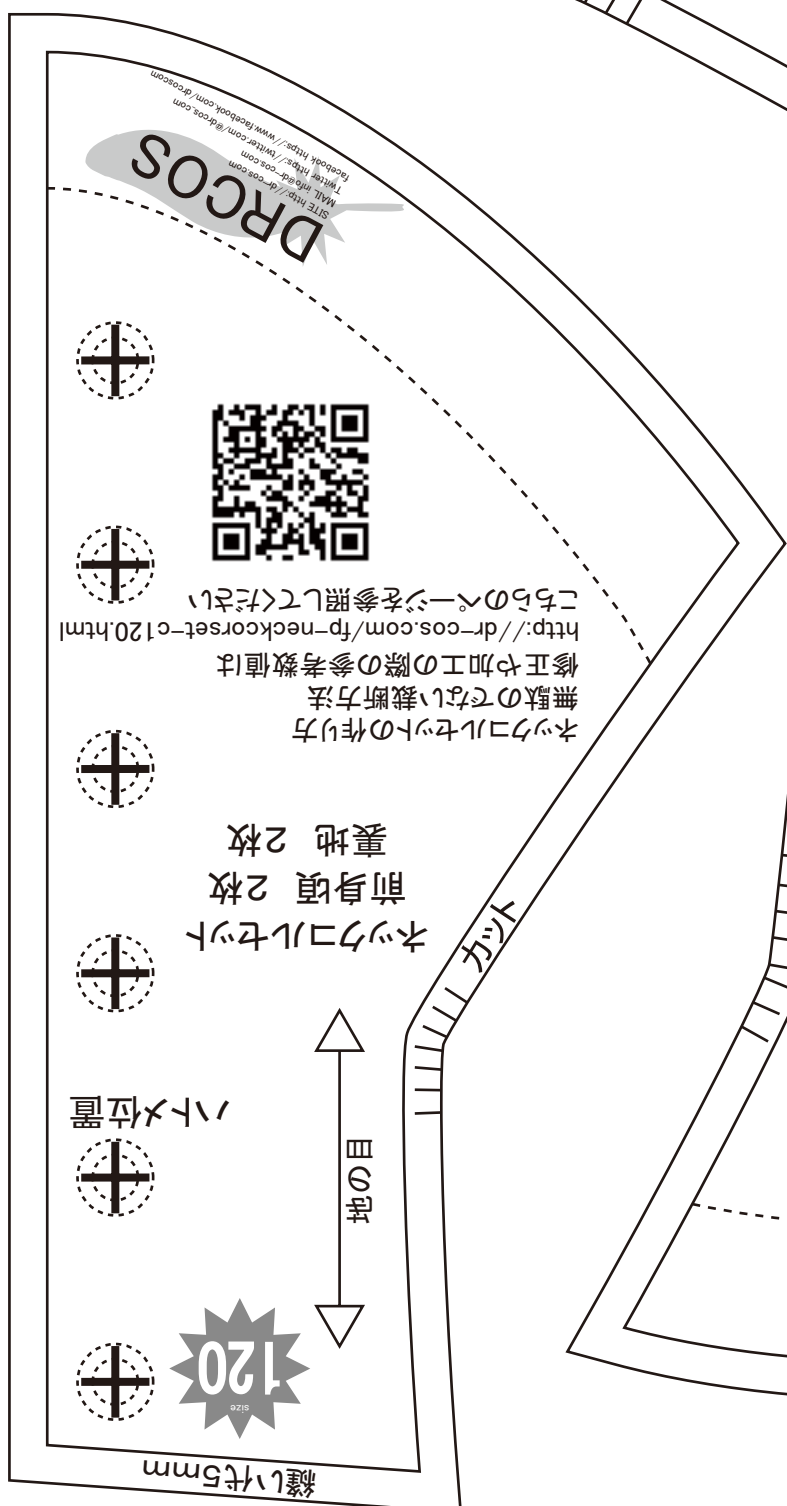 縫い代5mm
size
120
ハトメ位置
地の目
カット
ネックコルセット
前身頃 2枚
裏地 2枚
ネックコルセットの作り方
無駄のでない裁断方法
修正や加工の際の参考数値は
http://dr-cos.com/fp-neckcorset-c120.html
こちらのページを参照してください
DRCOS
SITE http://dr-cos.com
MAIL info@dr-cos.com
Twitter https://twitter.com/@drcos_com
facebook https://www.facebook.com/drcoscom